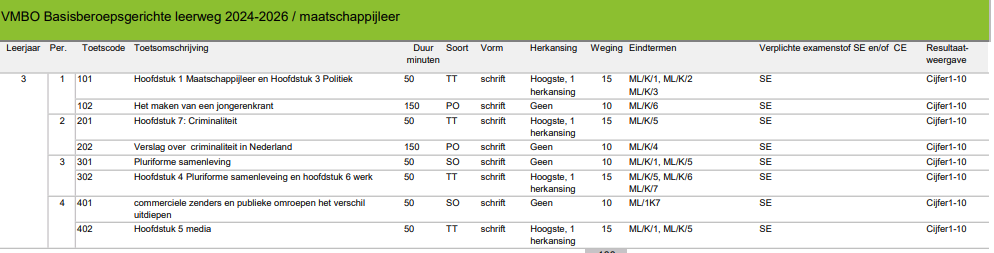 VMBO Basisberoepsgerichte leerweg 2024-2026 / maatschappijleer
Leerjaar Per. Toetscode Toetsomschrijving Duur minuten Soort Vorm Herkansing Weging Eindtermen Verplichte examenstof SE en/of CE Resultaat-weergave
3 1 101 Hoofdstuk 1 Maatschappijleer en Hoofdstuk 3 Politiek 50 TT schrift Hoogste, 1 15 ML/K/1, ML/K/2 SE Cijfer1-10
herkansing ML/K/3
102 Het maken van een jongerenkrant 150 PO schrift Geen 10 ML/K/6 SE Cijfer1-10
2 201 Hoofdstuk 7: Criminaliteit 50 TT schrift Hoogste, 1 15 ML/K/5 SE Cijfer1-10
herkansing
202 Verslag over criminaliteit in Nederland 150 PO schrift Geen 10 ML/K/4 SE Cijfer1-10
3 301 Pluriforme samenleving 50 SO schrift Geen 10 ML/K/1, ML/K/5 SE Cijfer1-10
302 Hoofdstuk 4 Pluriforme samenleveing en hoofdstuk 6 werk 50 TT schrift Hoogste, 1 15 ML/K/5, ML/K/6 SE Cijfer1-10
herkansing ML/K/7
4 401 commerciele zenders en publieke omroepen het verschil 50 SO schrift Geen 10 ML/1K7 SE Cijfer1-10
uitdiepen
402 Hoofdstuk 5 media 50 TT schrift Hoogste, 1 15 ML/K/1, ML/K/5 SE Cijfer1-10
herkansing